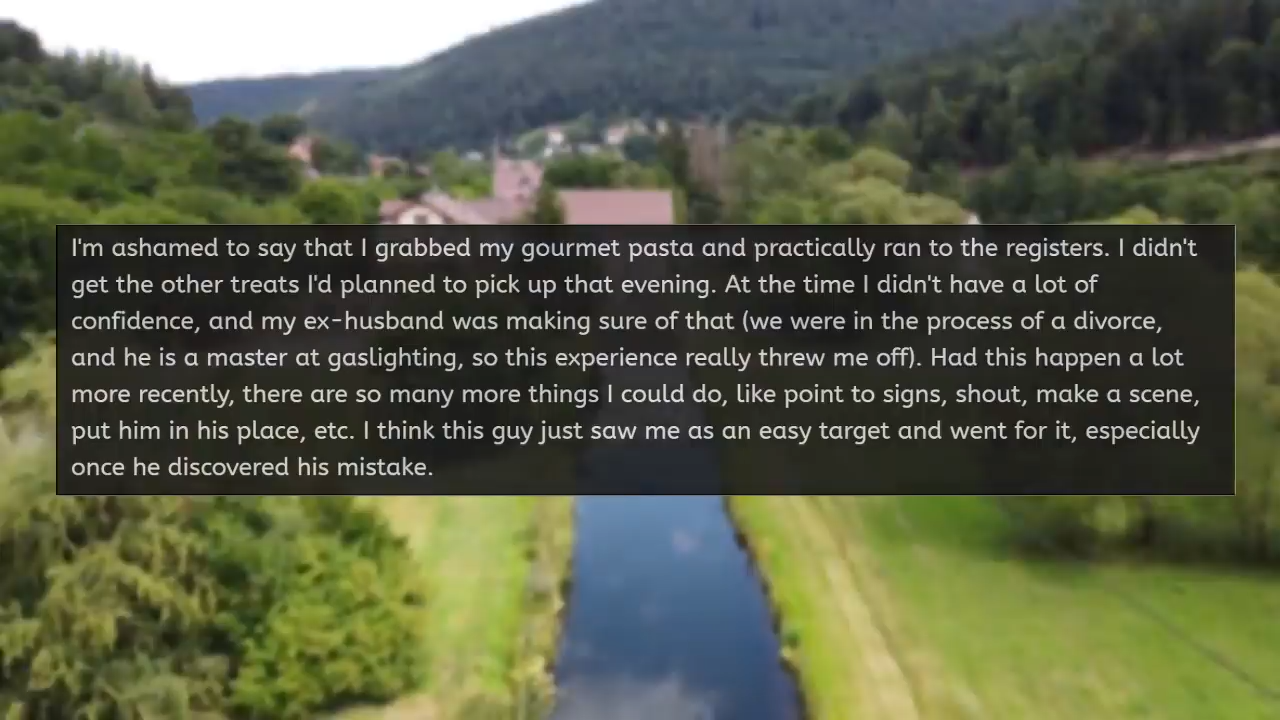 I'm ashamed to say that I grabbed my gourmet pasta and practically ran to the registers. I didn't
get the other treats I'd planned to pick up that evening. At the time I didn't have a lot of
confidence, and my ex-husband was making sure of that (we were in the process of a divorce,
and he is a master at gaslighting, so this experience really threw me off). Had this happen a lot
more recently, there are so many more things I could do, like point to signs, shout, make a scene,
put him in his place, etc. I think this guy just saw me as an easy target and went for it, especially
once he discovered his mistake.